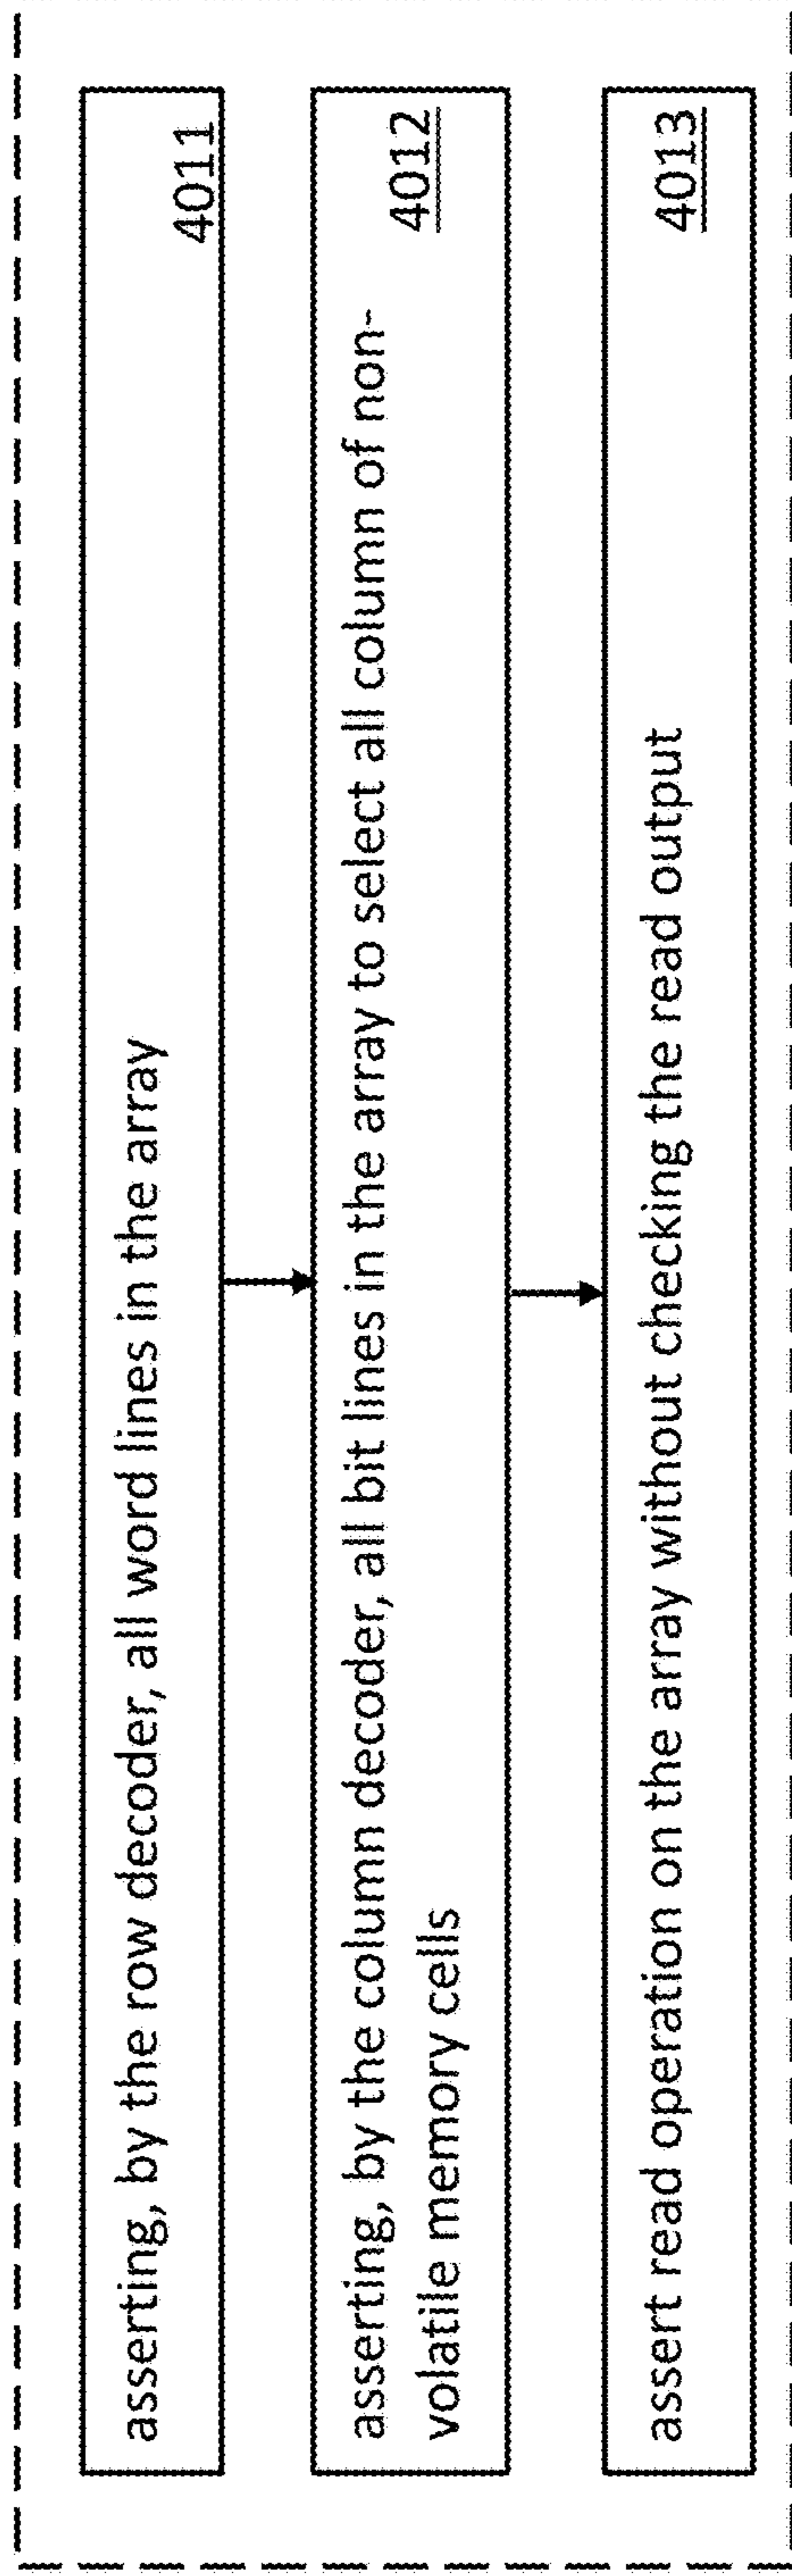 asserting, by the row decoder, all word lines in the array
4011
asserting, by the column decoder, all bit lines in the array to select all column of non-
volatile memory cells
4012
assert read operation on the array without checking the read output
4013